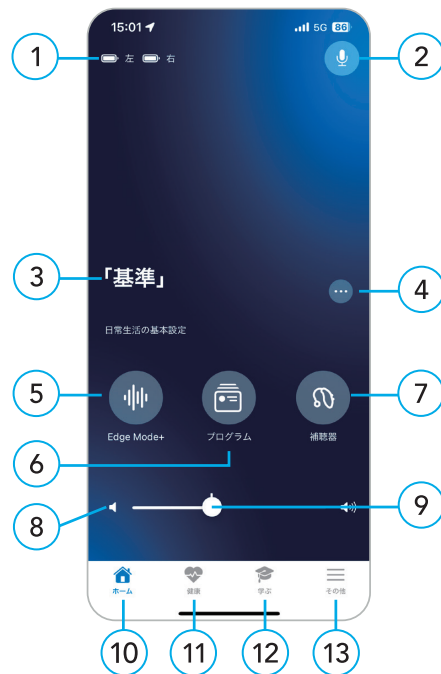 15:01
5G 86
1
左 右
2
3
「基準」
4
日常生活の基本設定
5
7
Edge Mode+
プログラム
補聴器
6
8
9
ホーム
健康
学ぶ
その他
10
11
12
13